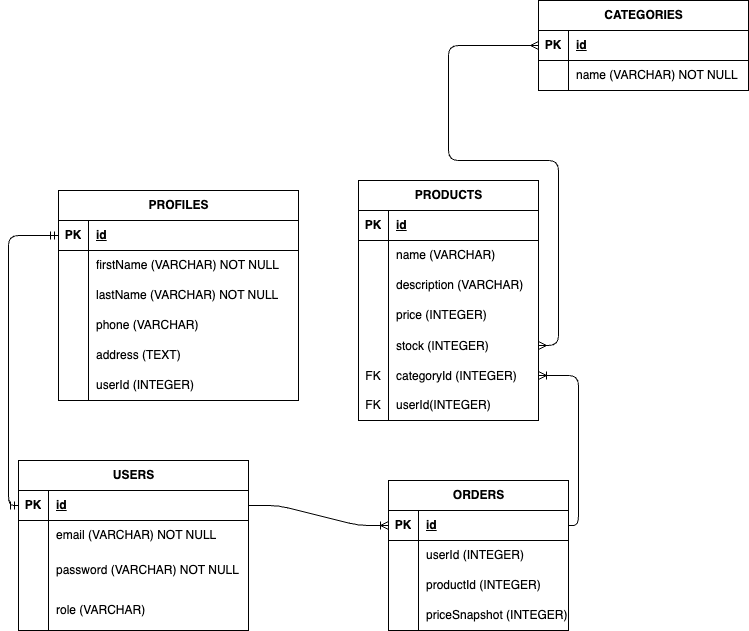 CATEGORIES
PK id
name (VARCHAR) NOT NULL
PROFILES
PK id
firstName (VARCHAR) NOT NULL
lastName (VARCHAR) NOT NULL
phone (VARCHAR)
address (TEXT)
userId (INTEGER)
PRODUCTS
PK id
name (VARCHAR)
description (VARCHAR)
price (INTEGER)
stock (INTEGER)
FK categoryId (INTEGER)
FK userId(INTEGER)
USERS
PK id
email (VARCHAR) NOT NULL
password (VARCHAR) NOT NULL
role (VARCHAR)
ORDERS
PK id
userId (INTEGER)
productId (INTEGER)
priceSnapshot (INTEGER)